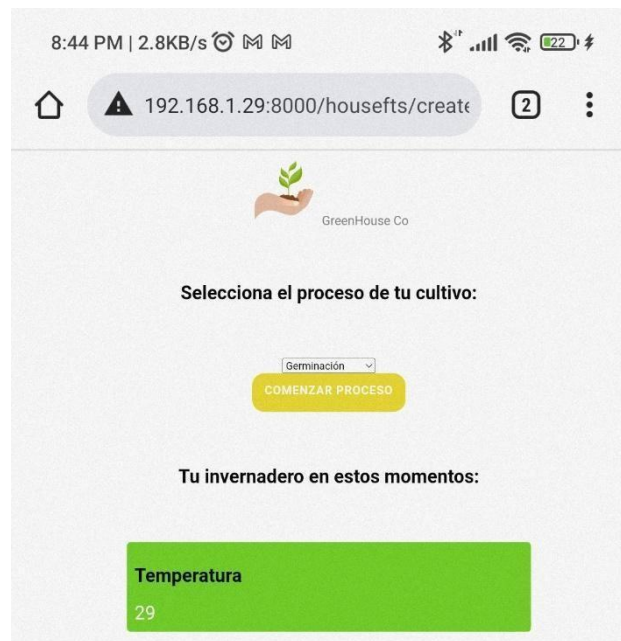 8:44 PM | 2.8KB/s
22
192.168.1.29:8000/housefts/create
2
GreenHouse Co
Selecciona el proceso de tu cultivo:
Germinación
COMENZAR PROCESO
Tu invernadero en estos momentos:
Temperatura
29